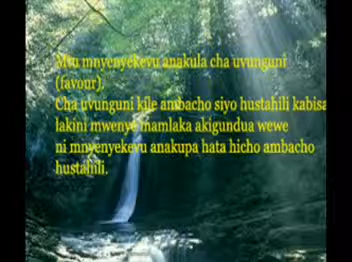 Mtu mnyenyekevu anakula cha uvunguni
(favour).
Cha uvunguni kile ambacho siyo hustahili kabisa
lakini mwenye mamlaka akigundua wewe
ni mnyenyekevu anakupa hata hicho ambacho
hustahili.